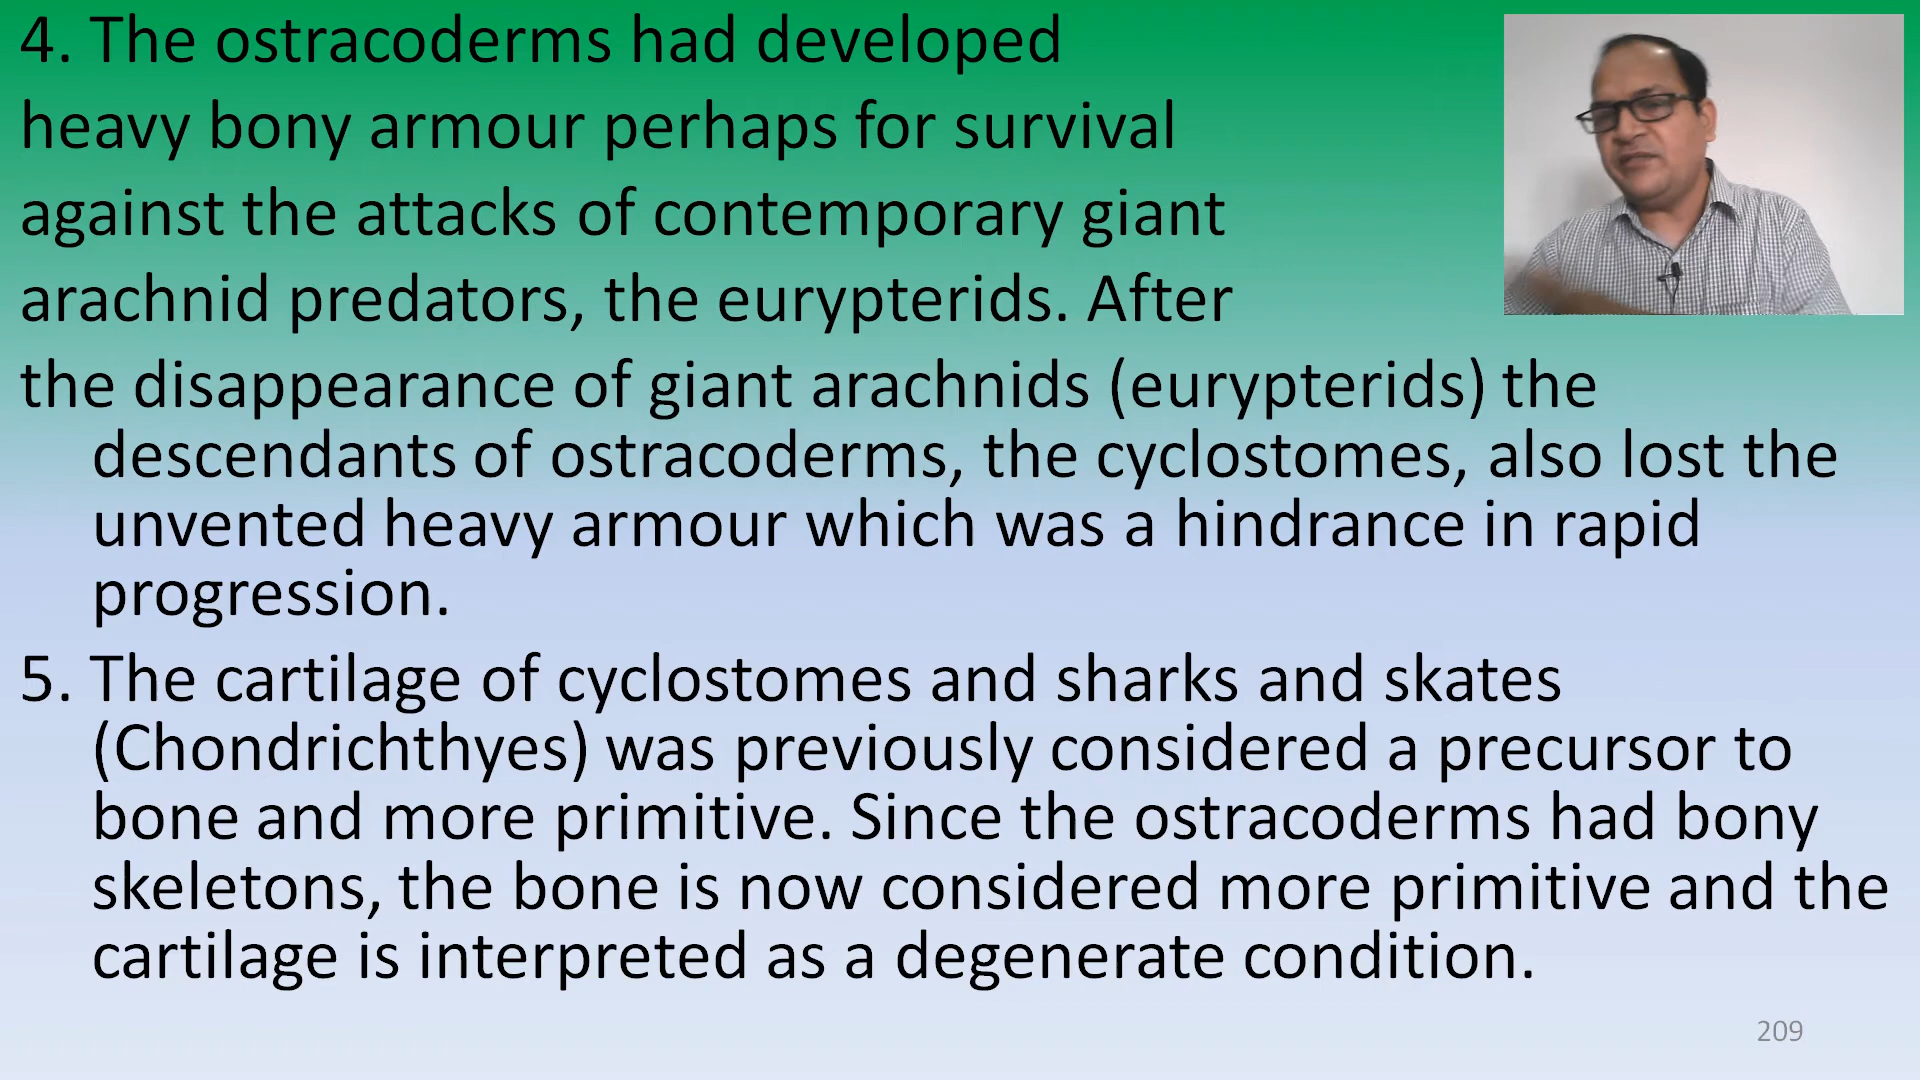 4. The ostracoderms had developed
heavy bony armour perhaps for survival
against the attacks of contemporary giant
arachnid predators, the eurypterids. After
the disappearance of giant arachnids (eurypterids) the
descendants of ostracoderms, the cyclostomes, also lost the
unvented heavy armour which was a hindrance in rapid
progression.
5. The cartilage of cyclostomes and sharks and skates
(Chondrichthyes) was previously considered a precursor to
bone and more primitive. Since the ostracoderms had bony
skeletons, the bone is now considered more primitive and the
cartilage is interpreted as a degenerate condition.
209